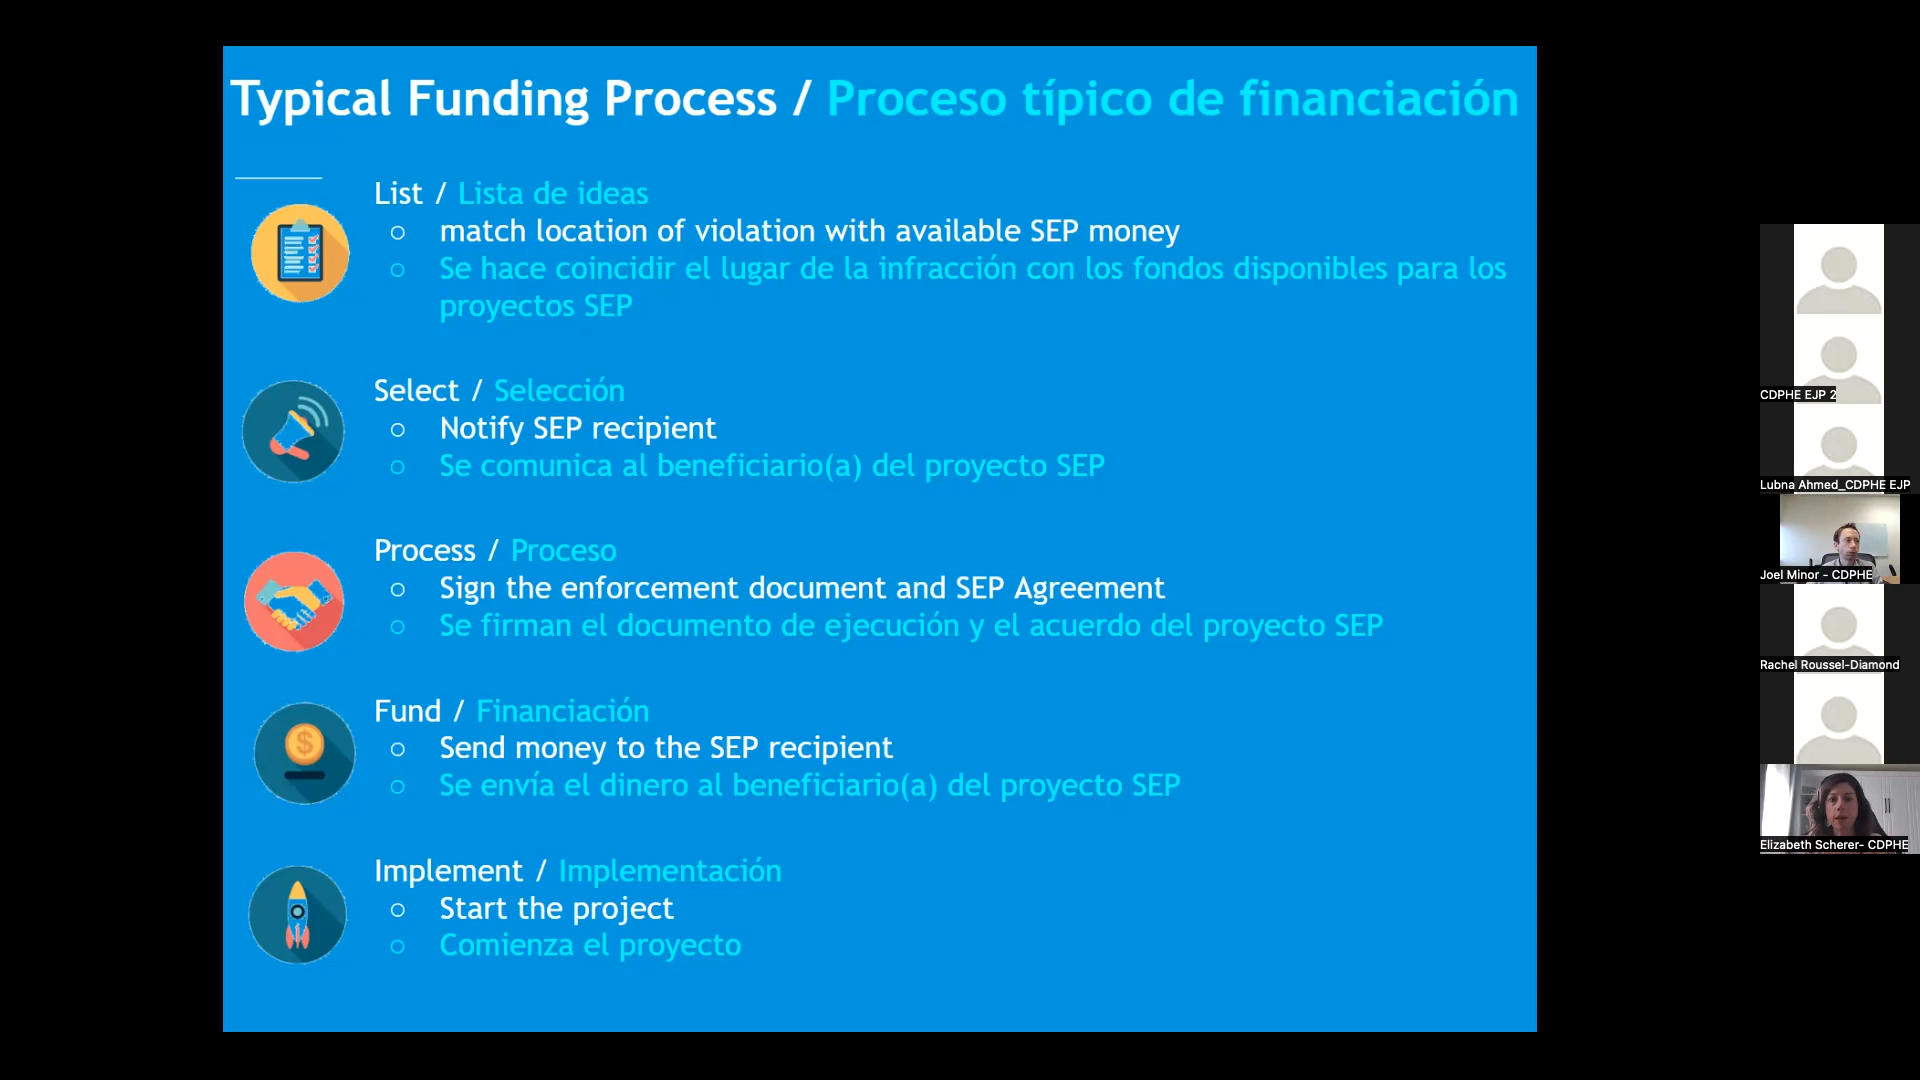 Typical Funding Process / Proceso típico de financiación
List / Lista de ideas
○ match location of violation with available SEP money
○ Se hace coincidir el lugar de la infracción con los fondos disponibles para los
proyectos SEP
Select / Selección
○ Notify SEP recipient
○ Se comunica al beneficiario(a) del proyecto SEP
Process / Proceso
○ Sign the enforcement document and SEP Agreement
○ Se firman el documento de ejecución y el acuerdo del proyecto SEP
Fund / Financiación
○ Send money to the SEP recipient
○ Se envía el dinero al beneficiario(a) del proyecto SEP
$
Implement / Implementación
○ Start the project
○ Comienza el proyecto
CDPHE EJP 2
Lubna Ahmed_CDPHE EJP
Joel Minor - CDPHE
Rachel Roussel-Diamond
Elizabeth Scherer- CDPHE